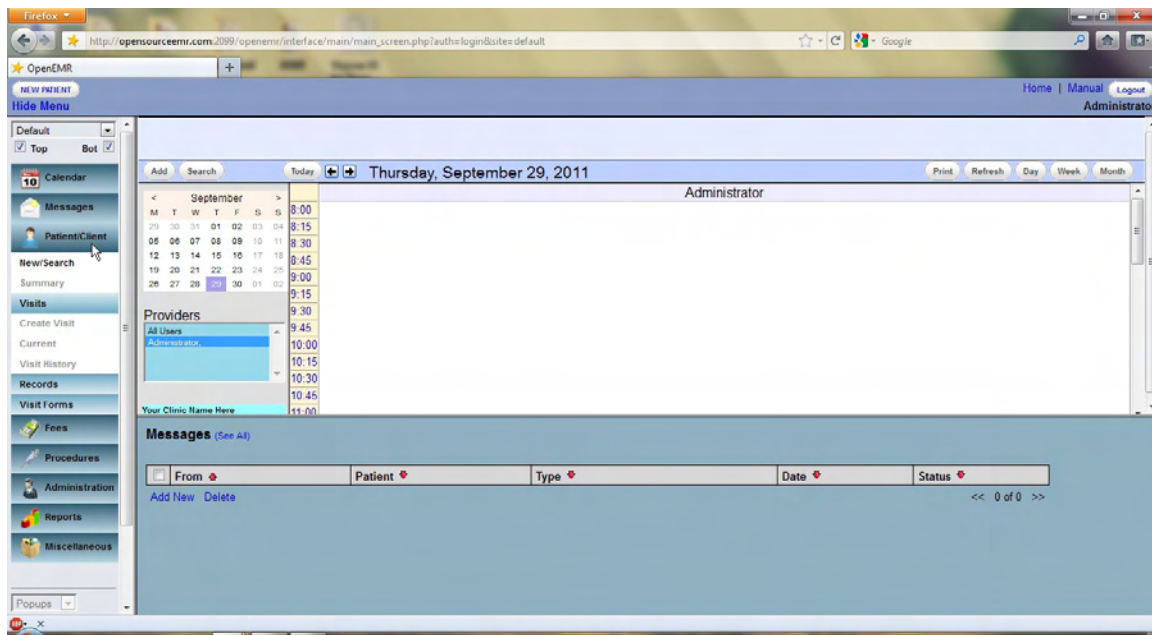 Firefox
http://opensourceemr.com:2099/openemr/interface/main/main_screen.php?auth=login&site=default
Google
OpenEMR
NEW PATIENT
Hide Menu
Home | Manual Logout
Administrato
Default
Top Bot
Calendar
Messages
Patient/Client
New/Search
Summary
Visits
Create Visit
Current
Visit History
Records
Visit Forms
Fees
Procedures
Administration
Reports
Miscellaneous
Popups
Add Search Today Thursday, September 29, 2011 Print Refresh Day Week Month
Administrator
< September >
M T W T F S S
29 30 31 01 02 03 04
05 06 07 08 09 10 11
12 13 14 15 16 17 18
19 20 21 22 23 24 25
26 27 28 29 30 01 02
Providers
All Users
Administrator,
Your Clinic Name Here
8:00
8:15
8:30
8:45
9:00
9:15
9:30
9:45
10:00
10:15
10:30
10:45
11:00
Messages (See All)
From Patient Type Date Status
Add New Delete << 0 of 0 >>